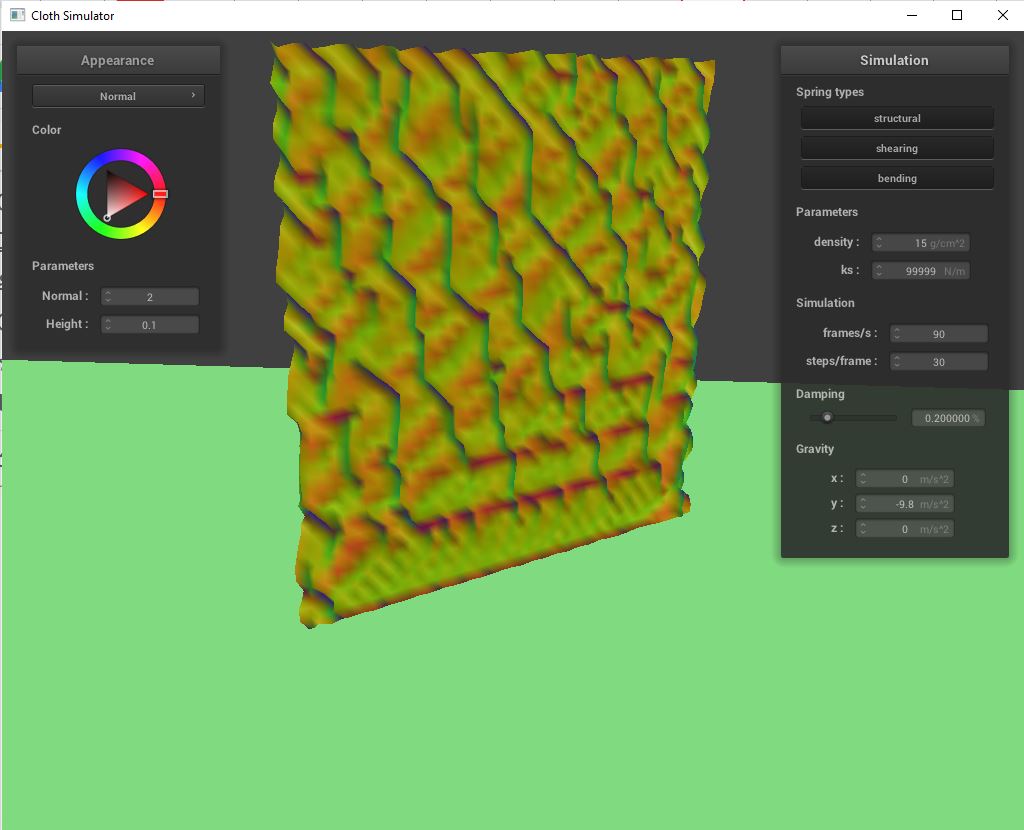 Cloth Simulator
Appearance
Normal
Color
Parameters
Normal : 2
Height : 0.1
Simulation
Spring types
structural
shearing
bending
Parameters
density : 15 g/cm^2
ks : 99999 N/m
Simulation
frames/s : 90
steps/frame : 30
Damping
0.200000 %
Gravity
x : 0 m/s^2
y : -9.8 m/s^2
z : 0 m/s^2